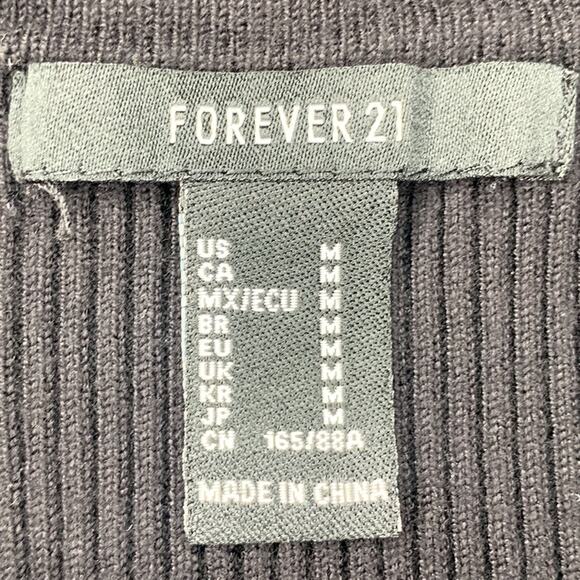 FOREVER 21
US M
CA M
MX/ECU M
BR M
EU M
UK M
KR M
JP M
CN 165/88A
MADE IN CHINA